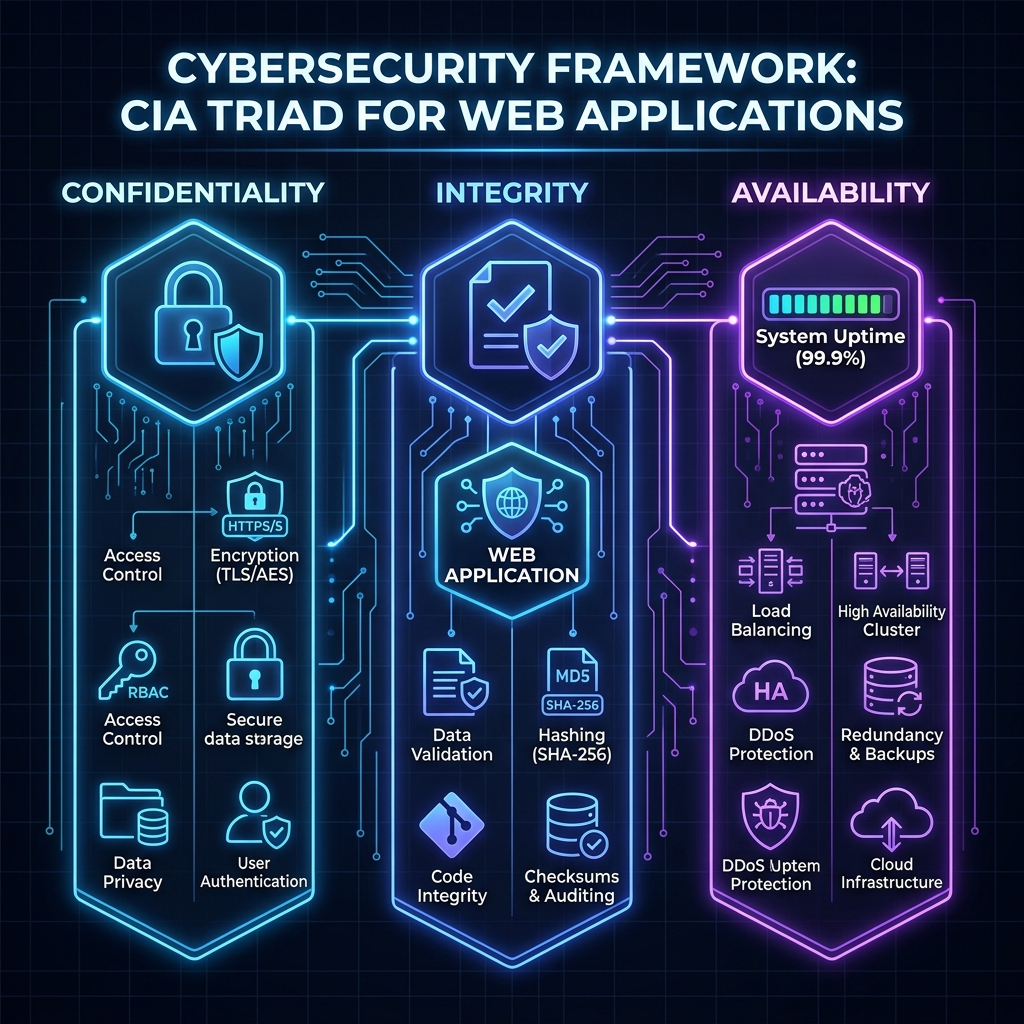 CYBERSECURITY FRAMEWORK:
CIA TRIAD FOR WEB APPLICATIONS
CONFIDENTIALITY
HTTPS/S
Access
Control
Encryption
(TLS/AES)
RBAC
Access
Control
Secure
data storage
Data
Privacy
User
Authentication
INTEGRITY
WEB
APPLICATION
Data
Validation
MD5
SHA-256
Hashing
(SHA-256)
Code
Integrity
Checksums
& Auditing
AVAILABILITY
System Uptime
(99.9%)
Load
Balancing
High Availability
Cluster
HA
DDoS
Protection
Redundancy
& Backups
DDoS
Protection
Cloud
Infrastructure